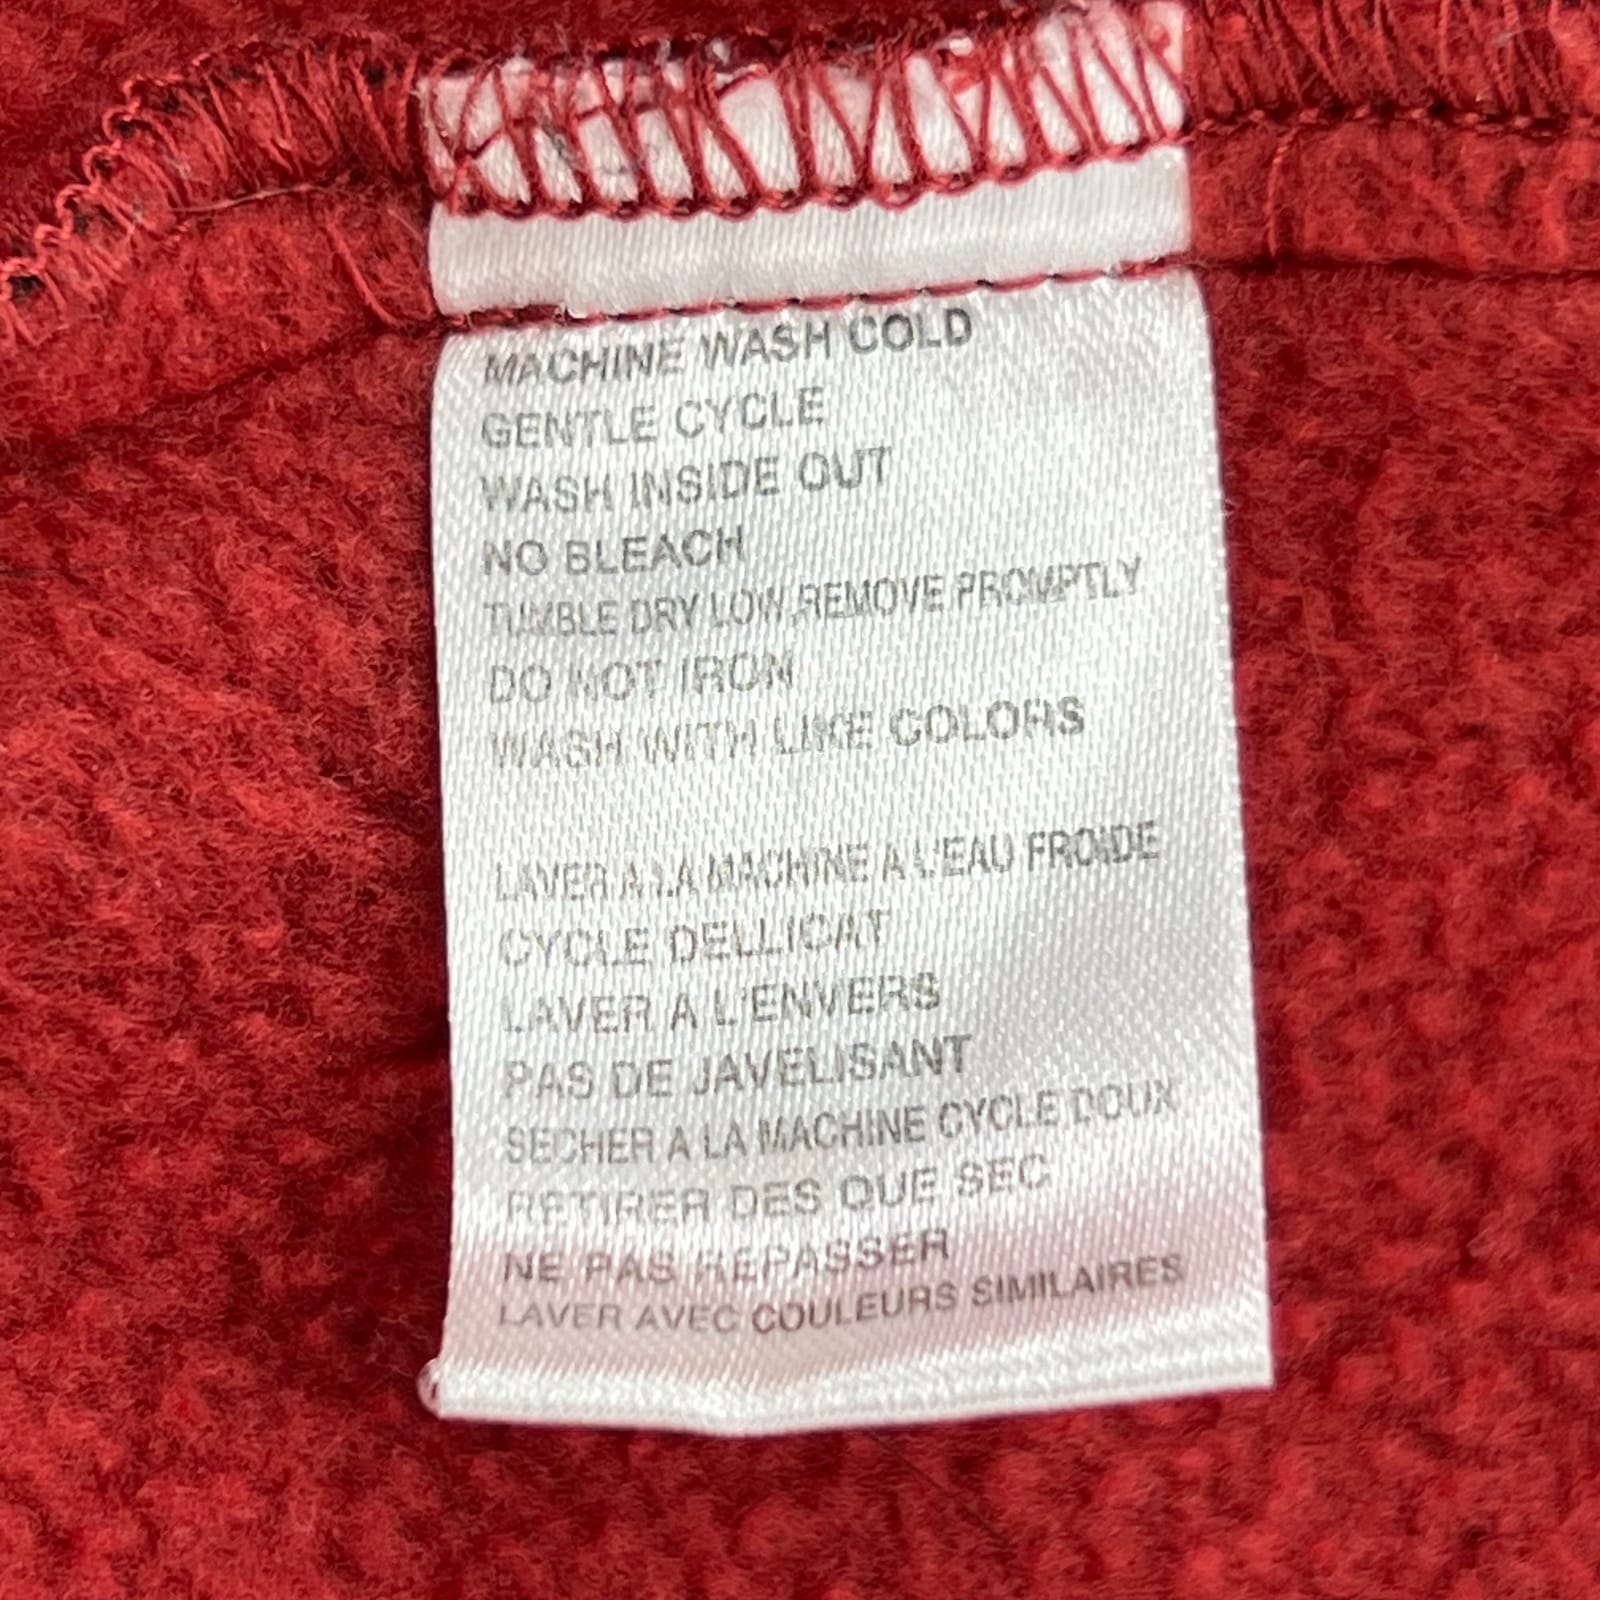 MACHINE WASH COLD
GENTLE CYCLE
WASH INSIDE OUT
NO BLEACH
TUMBLE DRY LOW,REMOVE PROMPTLY
DO NOT IRON
WASH WITH LIKE COLORS
LAVER A LA MACHINE A L'EAU FROIDE
CYCLE DELLICAT
LAVER A L'ENVERS
PAS DE JAVELISANT
SECHER A LA MACHINE CYCLE DOUX
RETIRER DES QUE SEC
NE PAS REPASSER
LAVER AVEC COULEURS SIMILAIRES